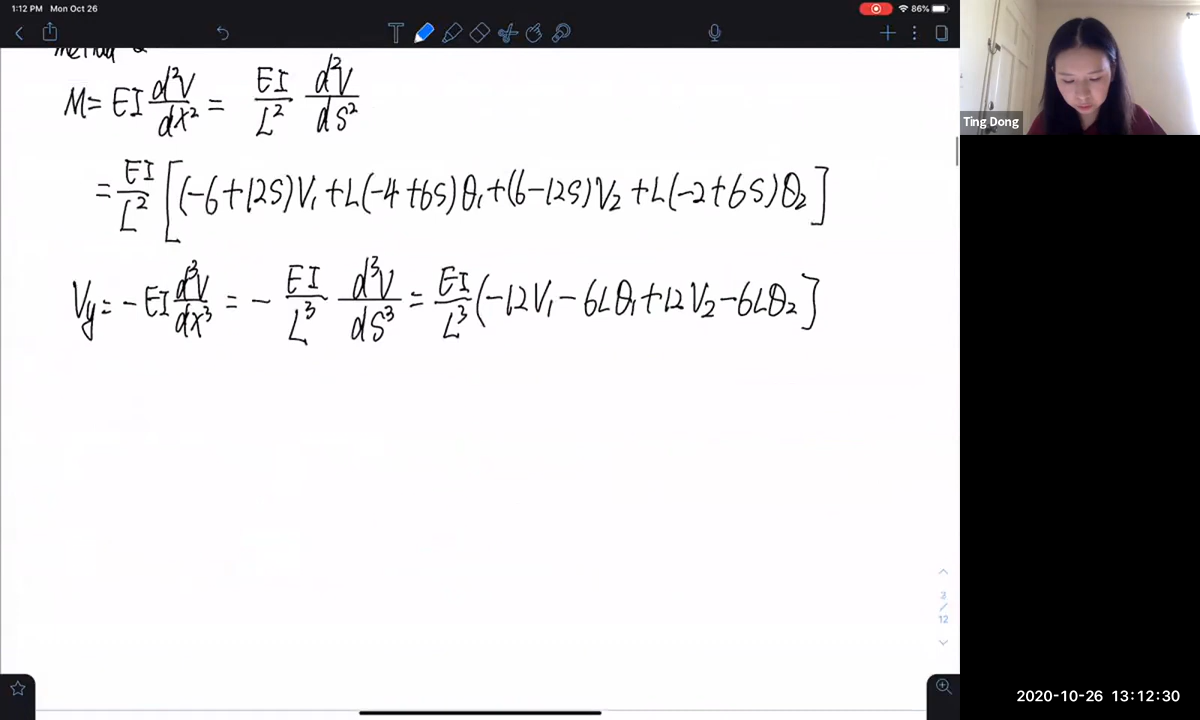 1:12 PM Mon Oct 26
86%
T
M = EI d²V/dx² = EI/L² d²V/ds²
= EI/L² [(-6+12s)V₁+L(-4+6s)θ₁+(6-12s)V₂+L(-2+6s)θ₂]
Vy = -EI d³V/dx³ = - EI/L³ d³V/ds³ = EI/L³ (-12V₁-6Lθ₁+12V₂-6Lθ₂]
Ting Dong
/
12
2020-10-26 13:12:30